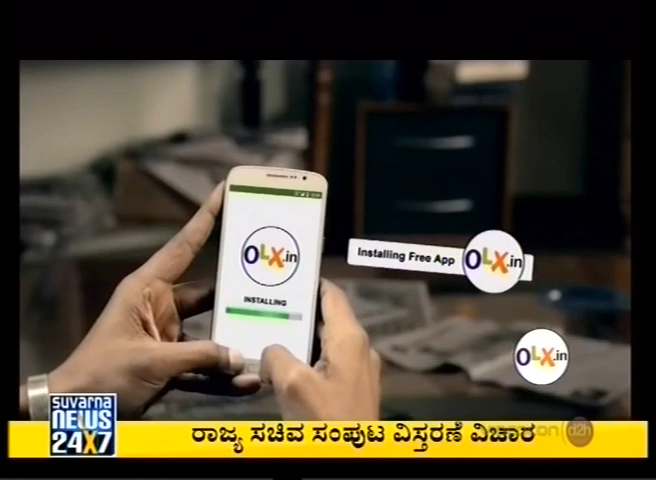 OLX.in
INSTALLING
Installing Free App OLX.in
OLX.in
suvarna
NEWS
24X7
ರಾಜ್ಯ ಸಚಿವ ಸಂಪುಟ ವಿಸ್ತರಣೆ ವಿಚಾರ
d2h